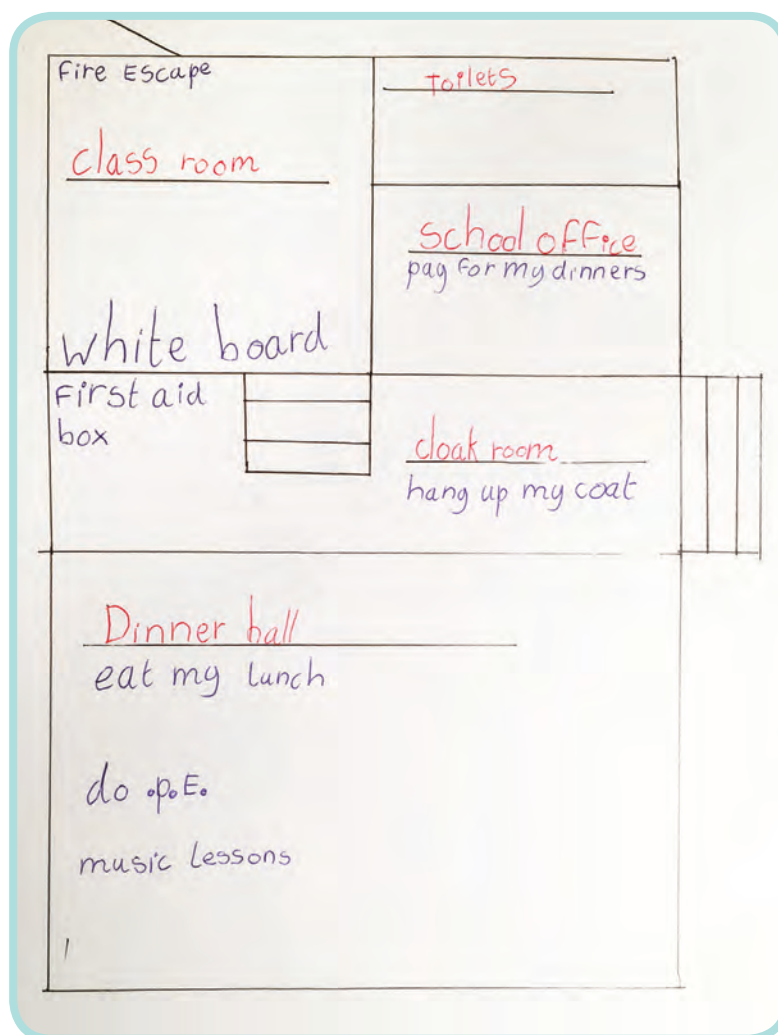 Fire Escape
Toilets
class room
School office
pay for my dinners
white board
First aid
box
cloak room
hang up my coat
Dinner hall
eat my lunch
do .p.E.
music lessons